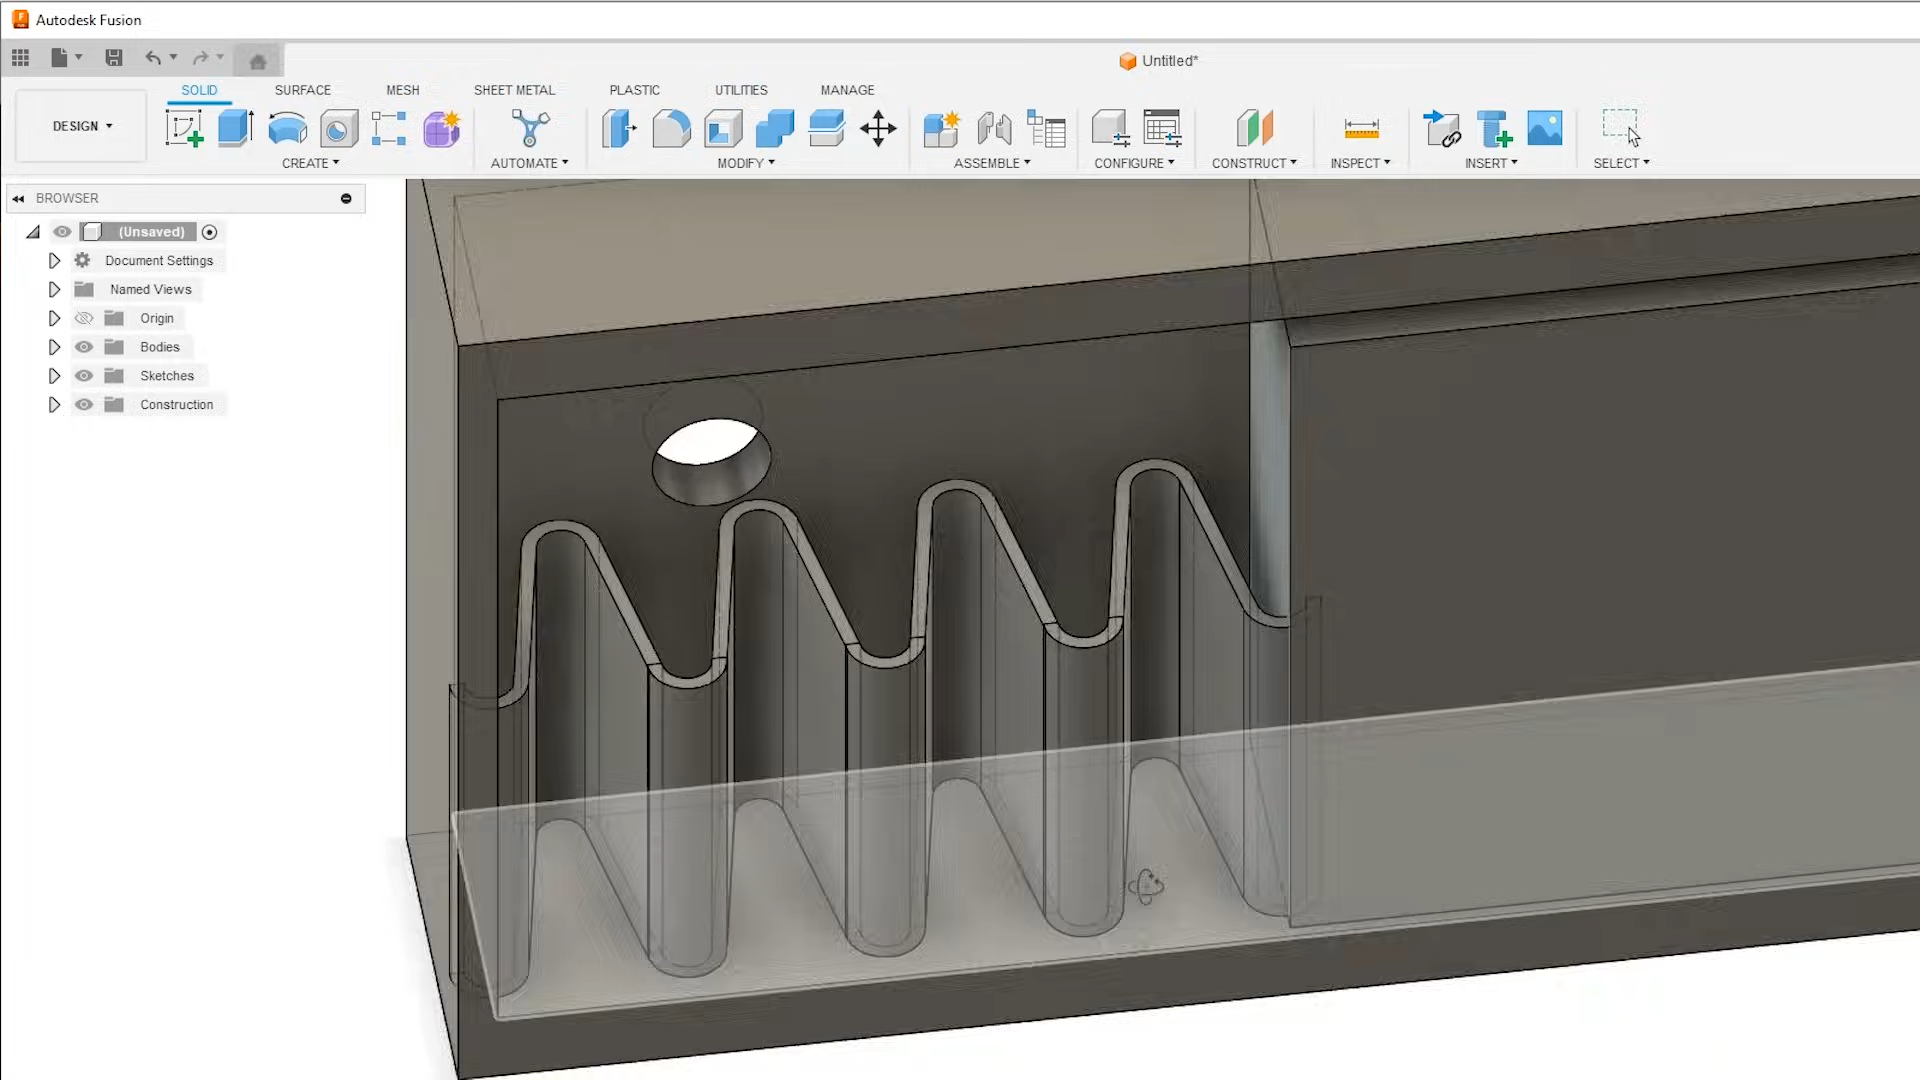 Autodesk Fusion
Untitled*
SOLID SURFACE MESH SHEET METAL PLASTIC UTILITIES MANAGE
DESIGN
CREATE AUTOMATE MODIFY ASSEMBLE CONFIGURE CONSTRUCT INSPECT INSERT SELECT
BROWSER
(Unsaved)
Document Settings
Named Views
Origin
Bodies
Sketches
Construction